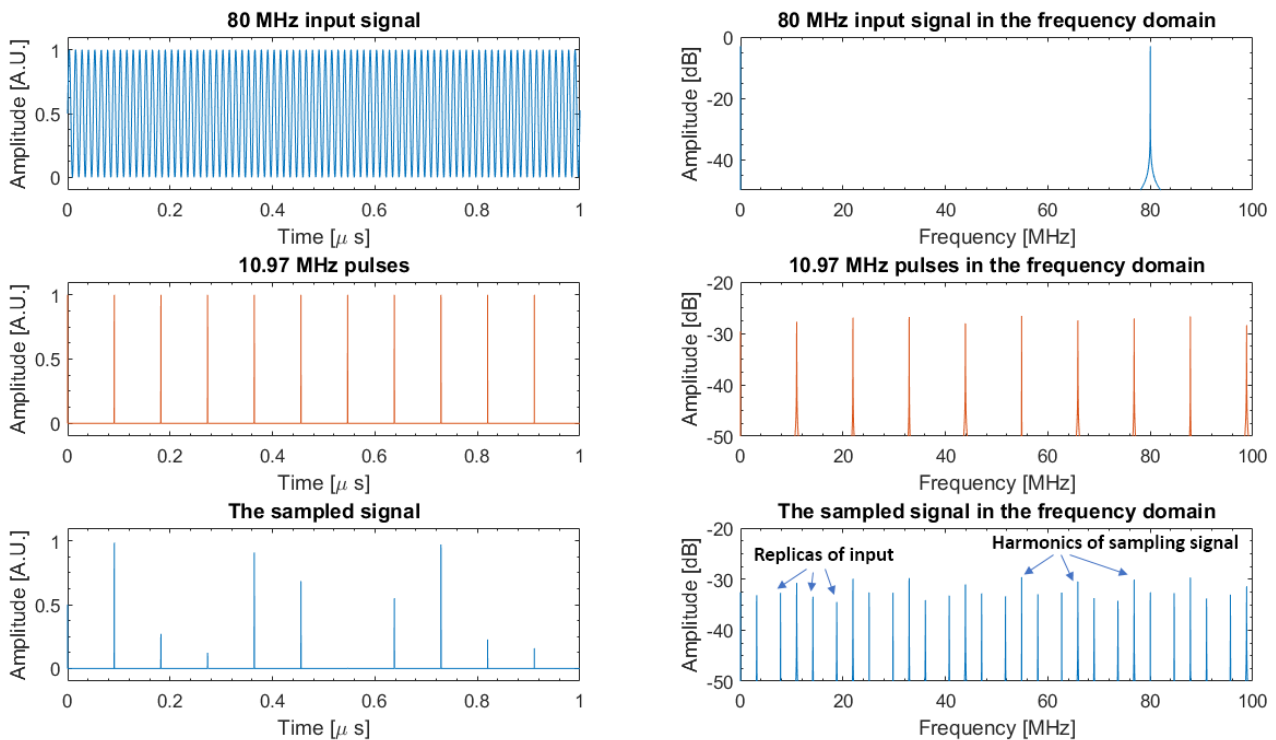 80 MHz input signal
Amplitude [A.U.]
1
0.5
0
0 0.2 0.4 0.6 0.8 1
Time [μ s]
80 MHz input signal in the frequency domain
Amplitude [dB]
0
-20
-40
0 20 40 60 80 100
Frequency [MHz]
10.97 MHz pulses
Amplitude [A.U.]
1
0.5
0
0 0.2 0.4 0.6 0.8 1
Time [μ s]
10.97 MHz pulses in the frequency domain
Amplitude [dB]
-20
-30
-40
-50
0 20 40 60 80 100
Frequency [MHz]
The sampled signal
Amplitude [A.U.]
1
0.5
0
0 0.2 0.4 0.6 0.8 1
Time [μ s]
The sampled signal in the frequency domain
Amplitude [dB]
-20
-30
-40
-50
Replicas of input
Harmonics of sampling signal
0 20 40 60 80 100
Frequency [MHz]